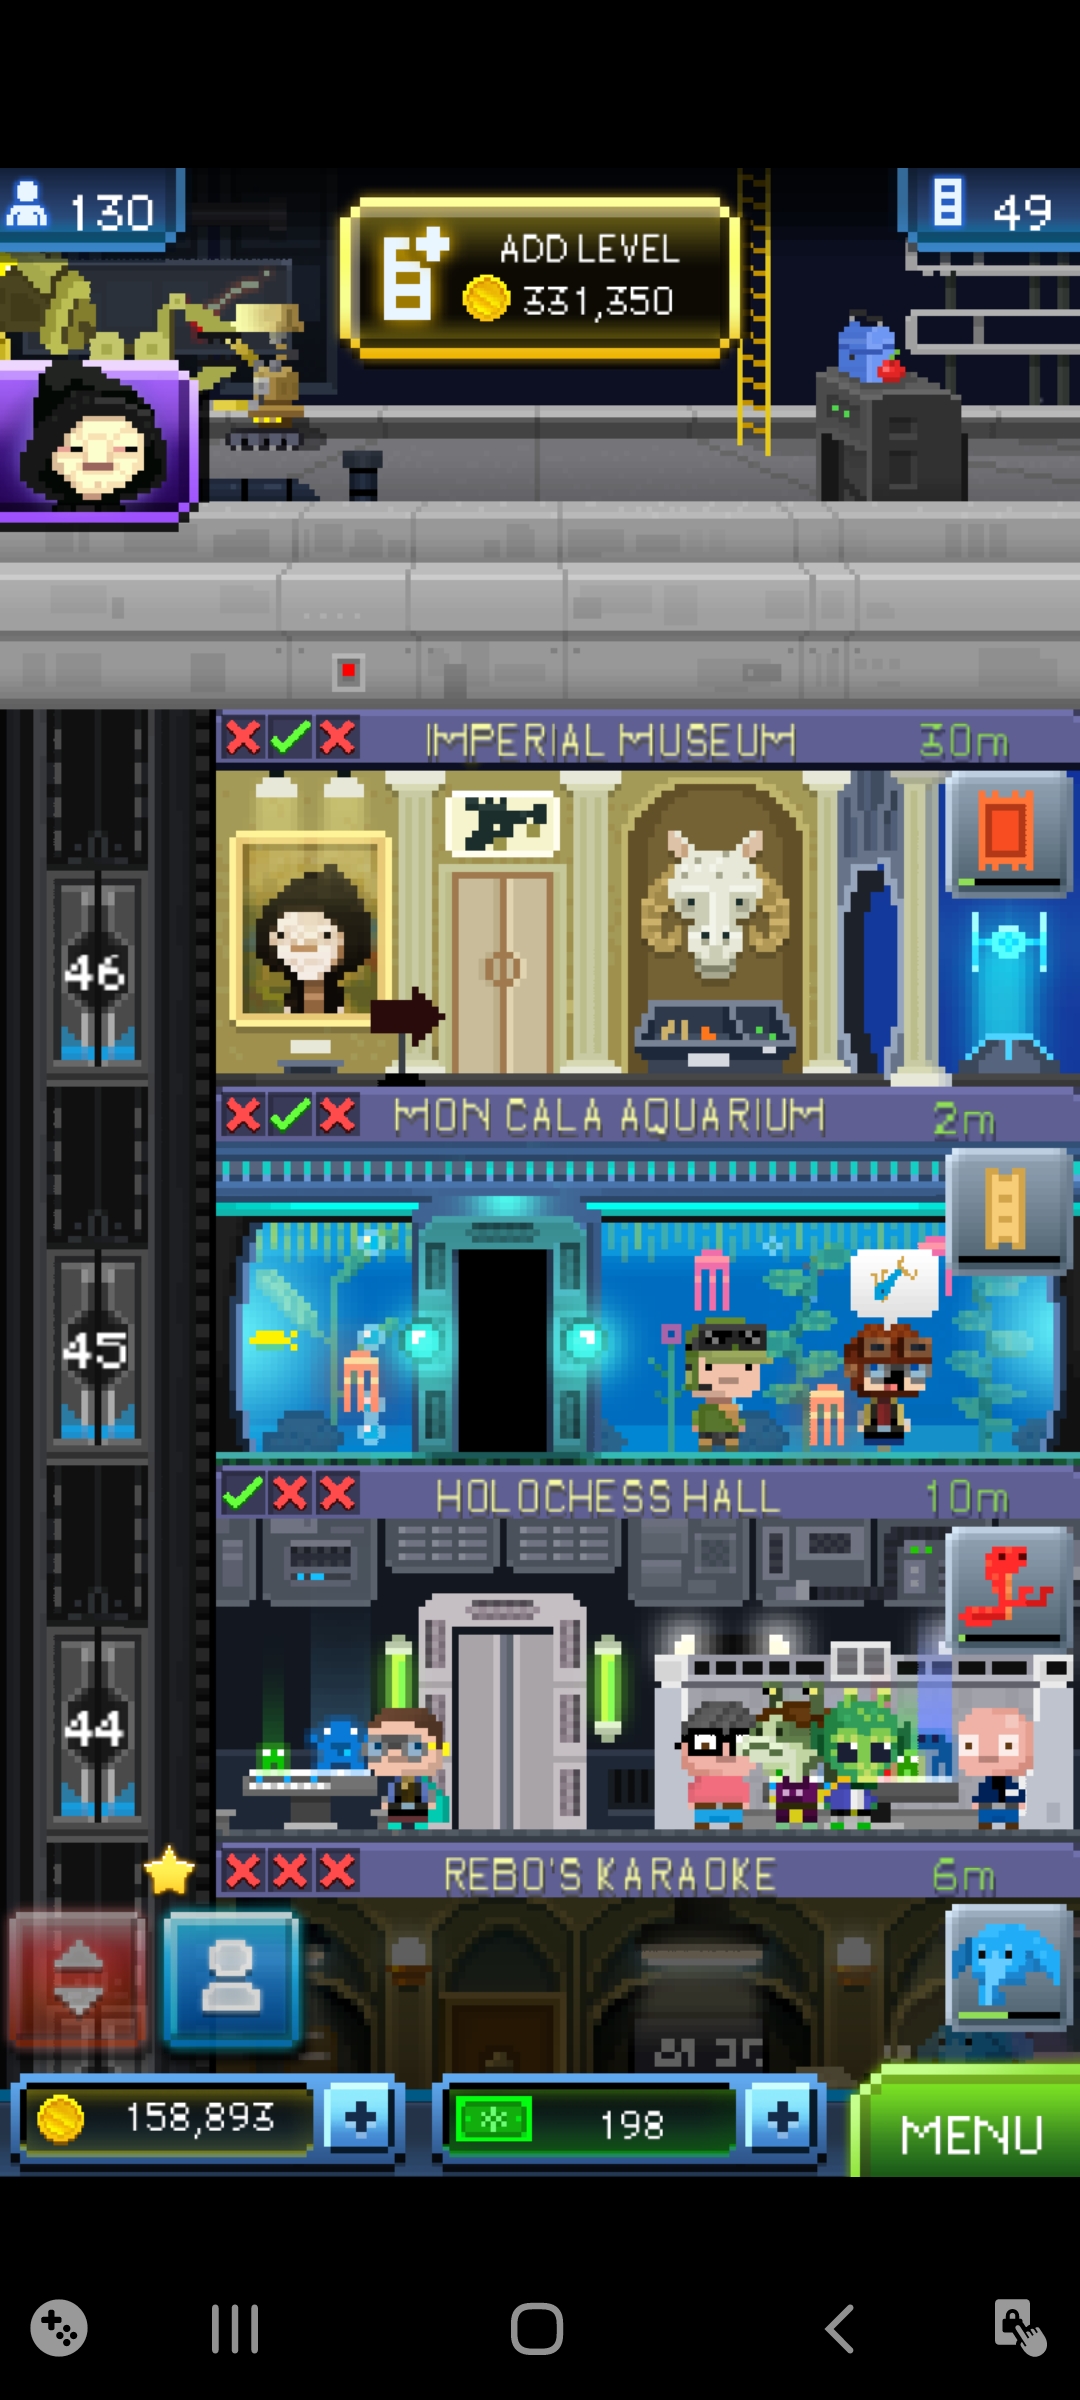 130
ADD LEVEL
331,350
49
IMPERIAL MUSEUM 30m
46
MON CALA AQUARIUM 2m
45
HOLOCHESS HALL 10m
44
REBO'S KARAOKE 6m
158,893
198
MENU